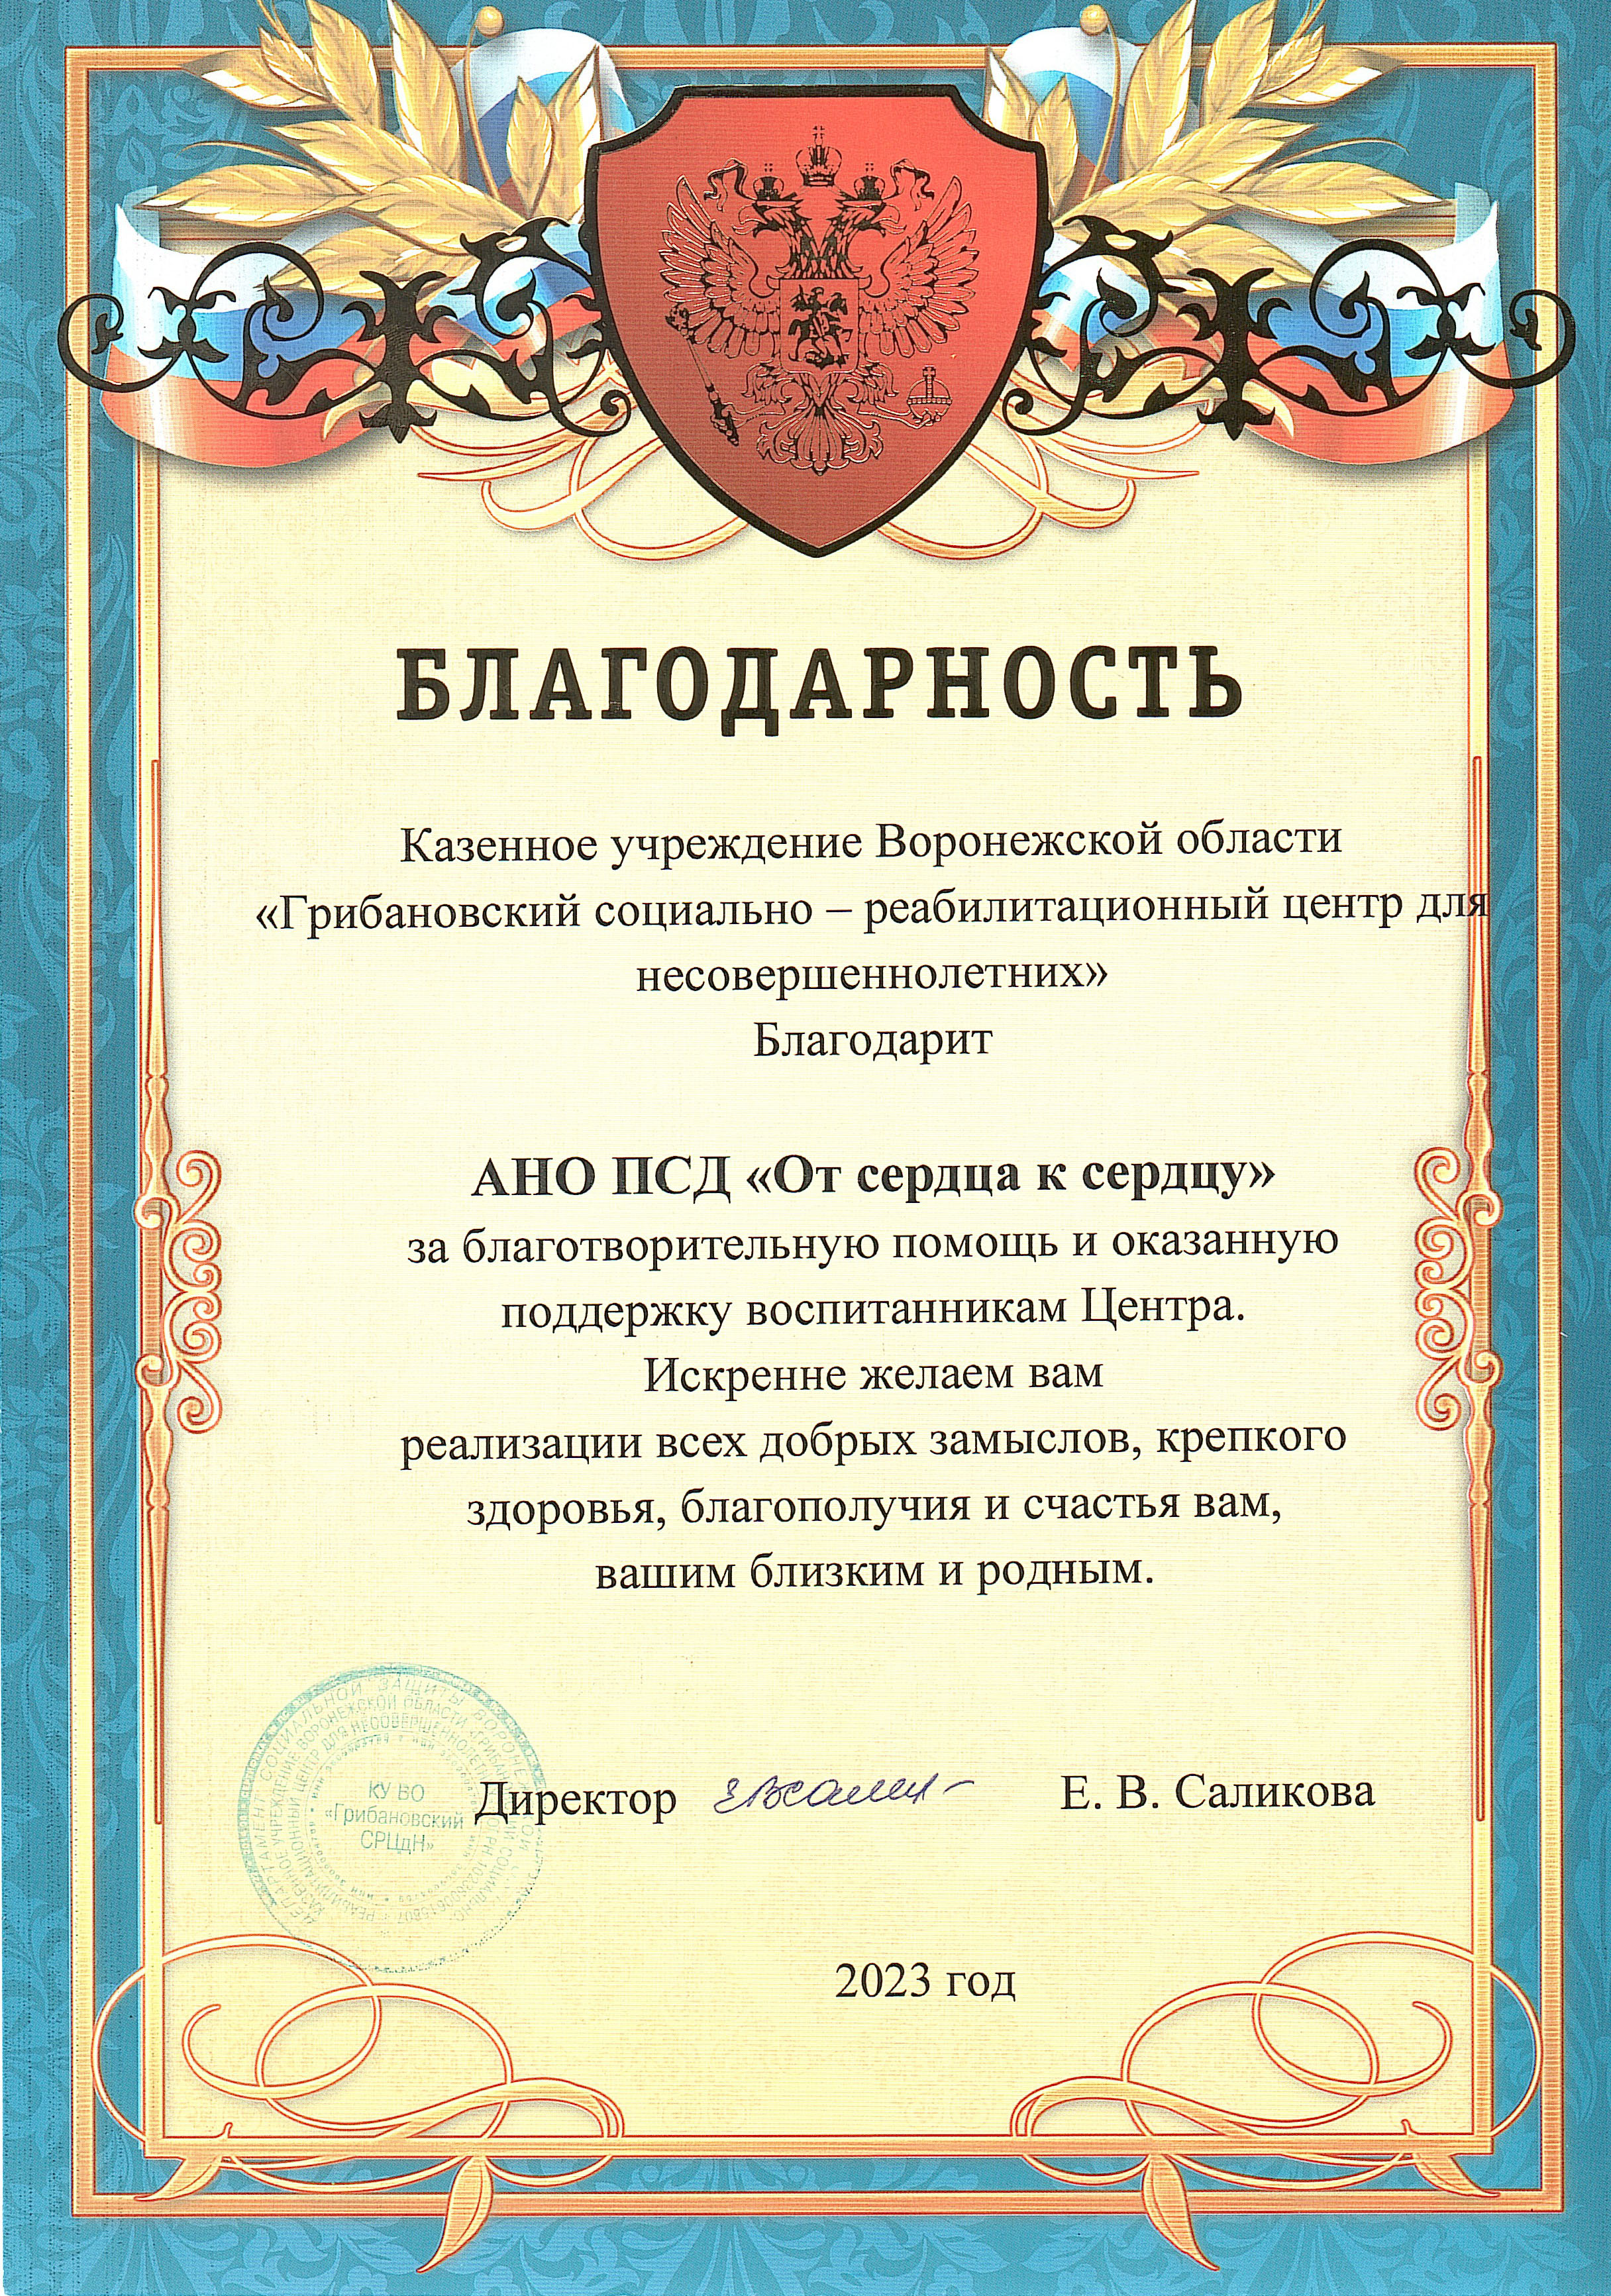 БЛАГОДАРНОСТЬ
Казенное учреждение Воронежской области
«Грибановский социально – реабилитационный центр для
несовершеннолетних»
Благодарит
АНО ПСД «От сердца к сердцу»
за благотворительную помощь и оказанную
поддержку воспитанникам Центра.
Искренне желаем вам
реализации всех добрых замыслов, крепкого
здоровья, благополучия и счастья вам,
вашим близким и родным.
КУ ВО
«Грибановский
СРЦдН»
Директор Е. В. Саликова
2023 год